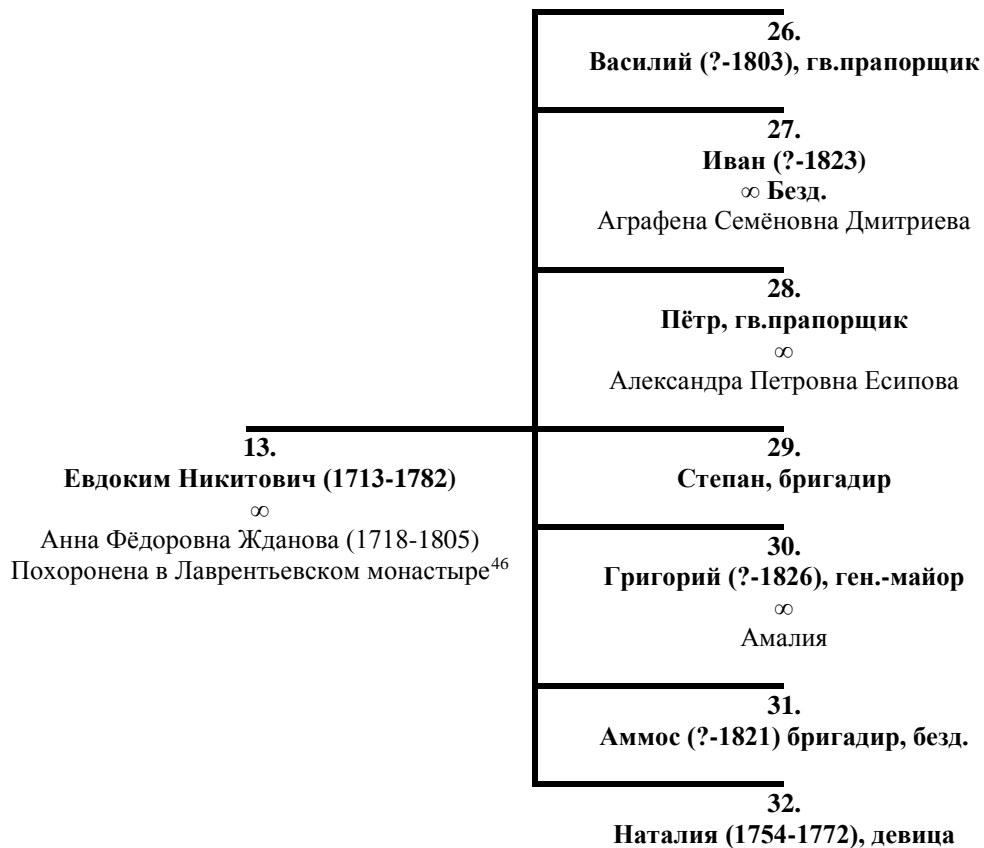 26.
Василий (?-1803), гв.прапорщик
27.
Иван (?-1823)
∞ Безд.
Аграфена Семёновна Дмитриева
28.
Пётр, гв.прапорщик
∞
Александра Петровна Есипова
13.
Евдоким Никитович (1713-1782)
∞
Анна Фёдоровна Жданова (1718-1805)
Похоронена в Лаврентьевском монастыре46
29.
Степан, бригадир
30.
Григорий (?-1826), ген.-майор
∞
Амалия
31.
Аммос (?-1821) бригадир, безд.
32.
Наталия (1754-1772), девица